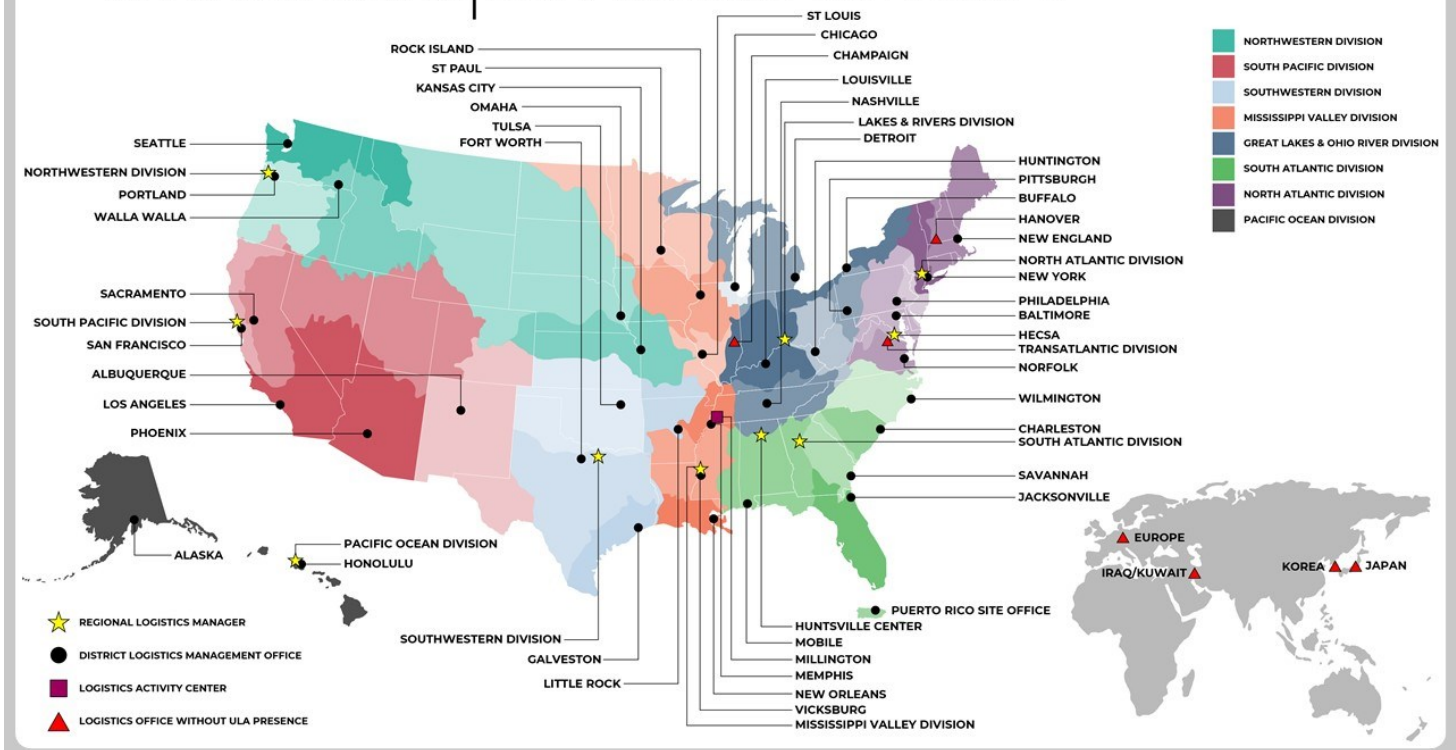 ST LOUIS
CHICAGO
CHAMPAIGN
LOUISVILLE
NASHVILLE
LAKES & RIVERS DIVISION
DETROIT
ROCK ISLAND
ST PAUL
KANSAS CITY
OMAHA
TULSA
FORT WORTH
SEATTLE
NORTHWESTERN DIVISION
PORTLAND
WALLA WALLA
SACRAMENTO
SOUTH PACIFIC DIVISION
SAN FRANCISCO
ALBUQUERQUE
LOS ANGELES
PHOENIX
HUNTINGTON
PITTSBURGH
BUFFALO
HANOVER
NEW ENGLAND
NORTH ATLANTIC DIVISION
NEW YORK
PHILADELPHIA
BALTIMORE
HECSA
TRANSATLANTIC DIVISION
NORFOLK
WILMINGTON
CHARLESTON
SOUTH ATLANTIC DIVISION
SAVANNAH
JACKSONVILLE
NORTHWESTERN DIVISION
SOUTH PACIFIC DIVISION
SOUTHWESTERN DIVISION
MISSISSIPPI VALLEY DIVISION
GREAT LAKES & OHIO RIVER DIVISION
SOUTH ATLANTIC DIVISION
NORTH ATLANTIC DIVISION
PACIFIC OCEAN DIVISION
ALASKA
PACIFIC OCEAN DIVISION
HONOLULU
SOUTHWESTERN DIVISION
GALVESTON
LITTLE ROCK
PUERTO RICO SITE OFFICE
HUNTSVILLE CENTER
MOBILE
MILLINGTON
MEMPHIS
NEW ORLEANS
VICKSBURG
MISSISSIPPI VALLEY DIVISION
EUROPE
IRAQ/KUWAIT
KOREA
JAPAN
REGIONAL LOGISTICS MANAGER
DISTRICT LOGISTICS MANAGEMENT OFFICE
LOGISTICS ACTIVITY CENTER
LOGISTICS OFFICE WITHOUT ULA PRESENCE